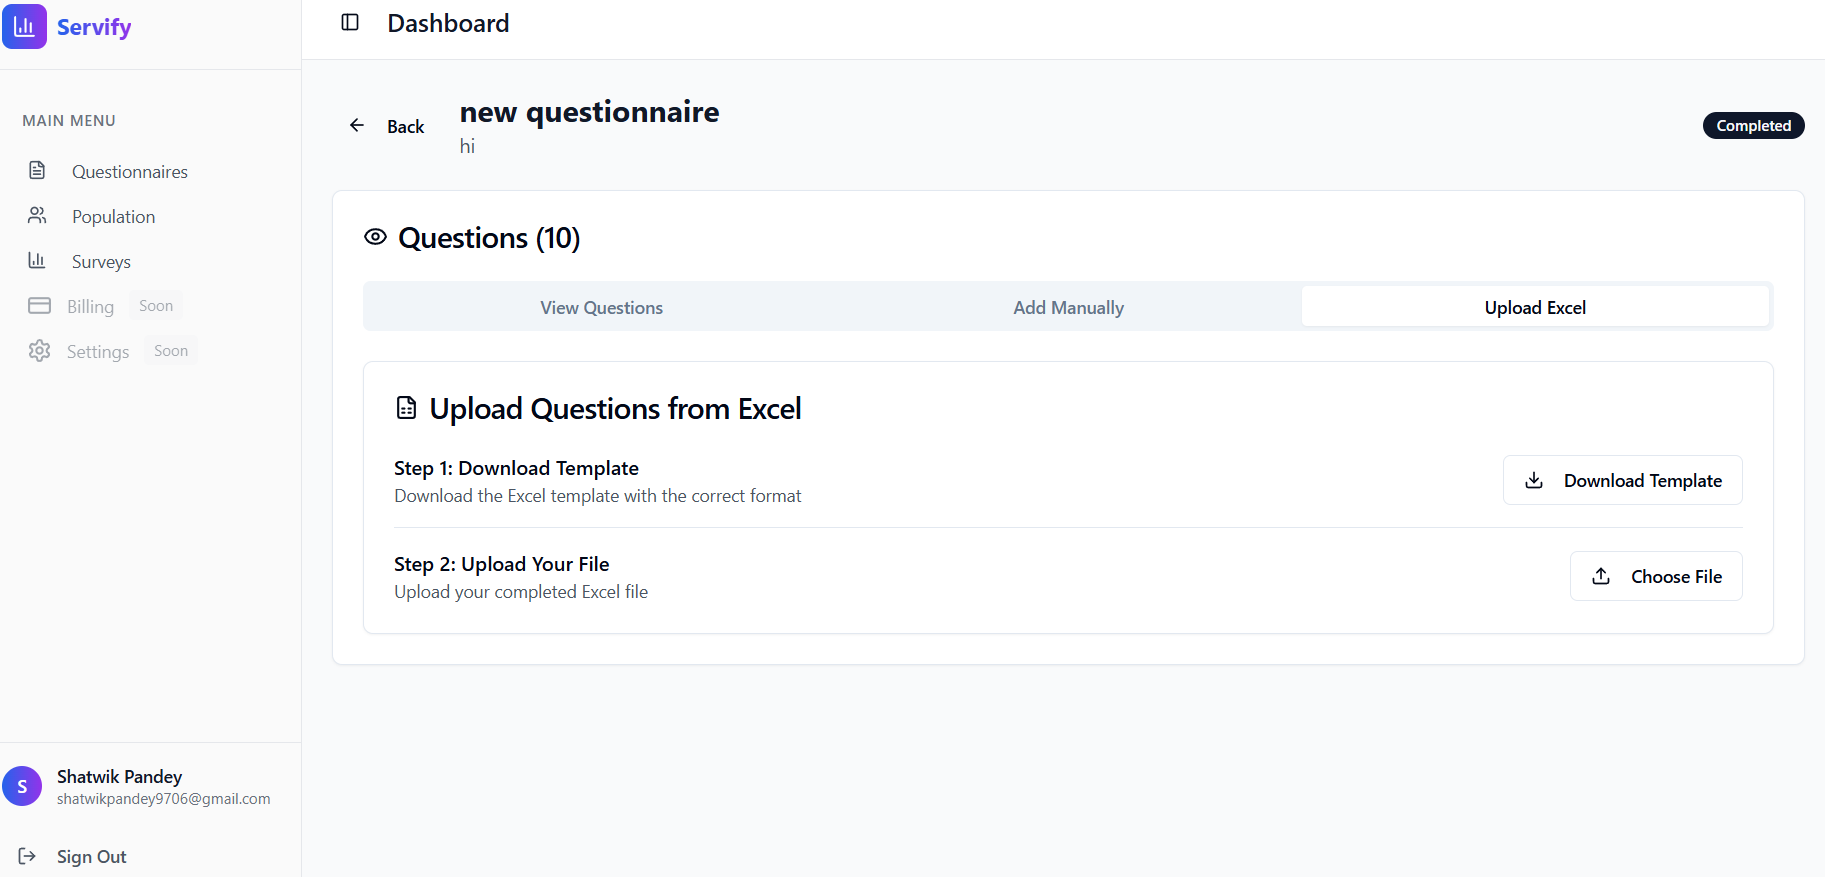 Servify
Dashboard
MAIN MENU
Questionnaires
Population
Surveys
Billing Soon
Settings Soon
Back
new questionnaire
hi
Completed
Questions (10)
View Questions Add Manually Upload Excel
Upload Questions from Excel
Step 1: Download Template
Download the Excel template with the correct format
Download Template
Step 2: Upload Your File
Upload your completed Excel file
Choose File
S
Shatwik Pandey
shatwikpandey9706@gmail.com
Sign Out